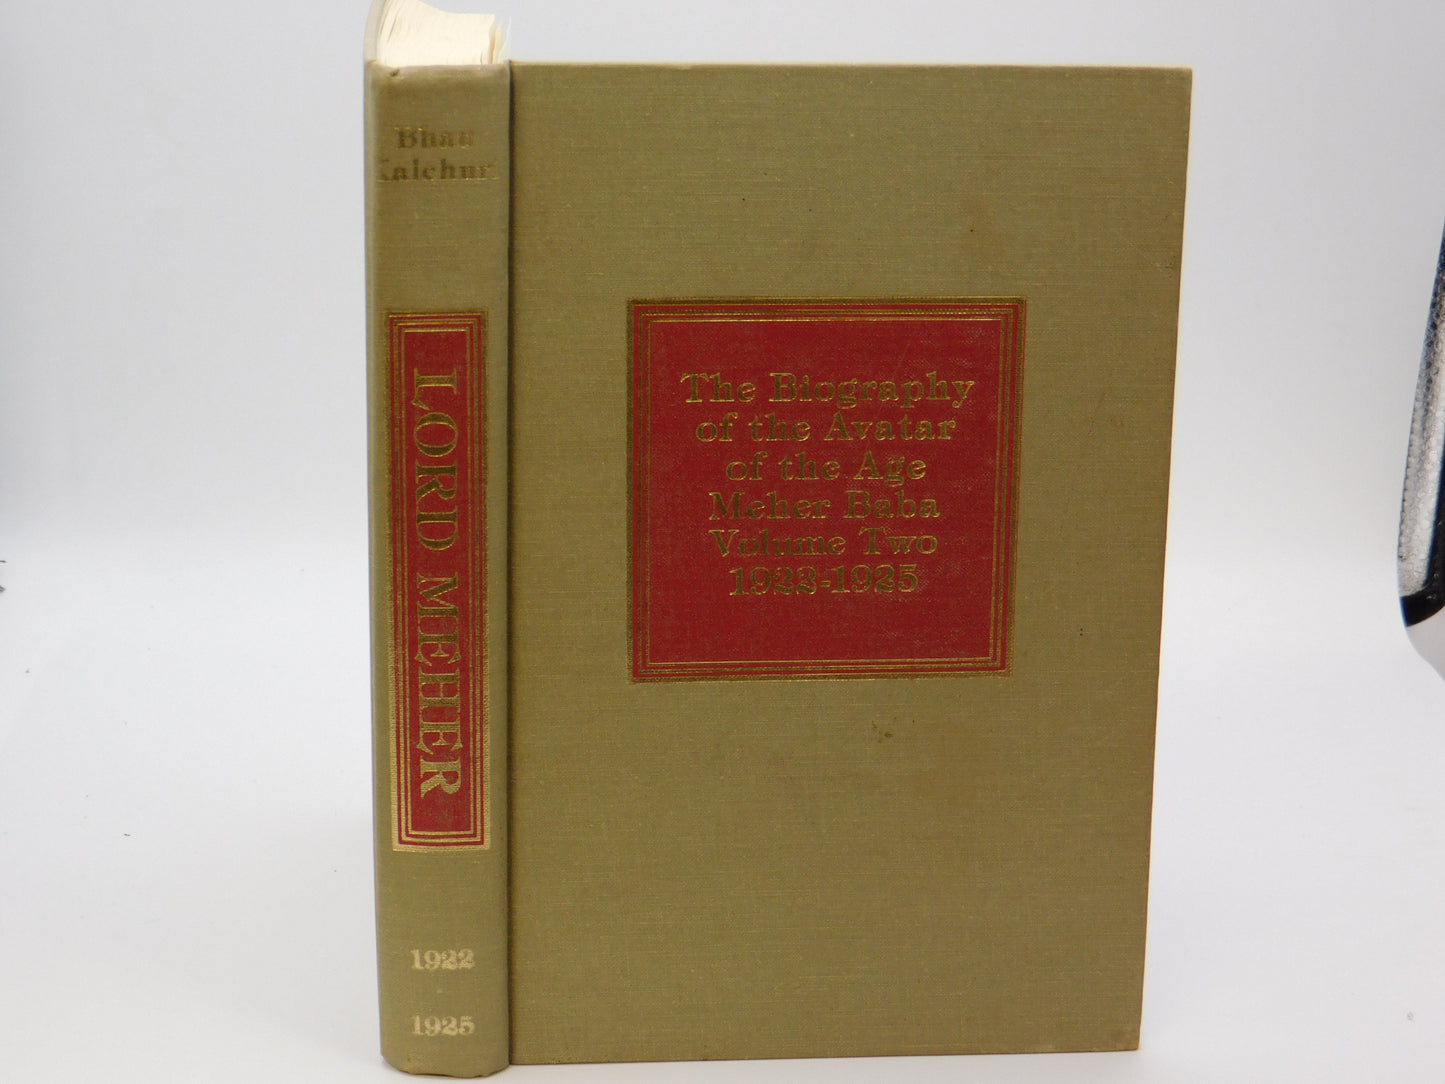 Bhau
Kalchuri
LORD MEHER
1922
1925
The Biography
of the Avatar
of the Age
Meher Baba
Volume Two
1922-1925